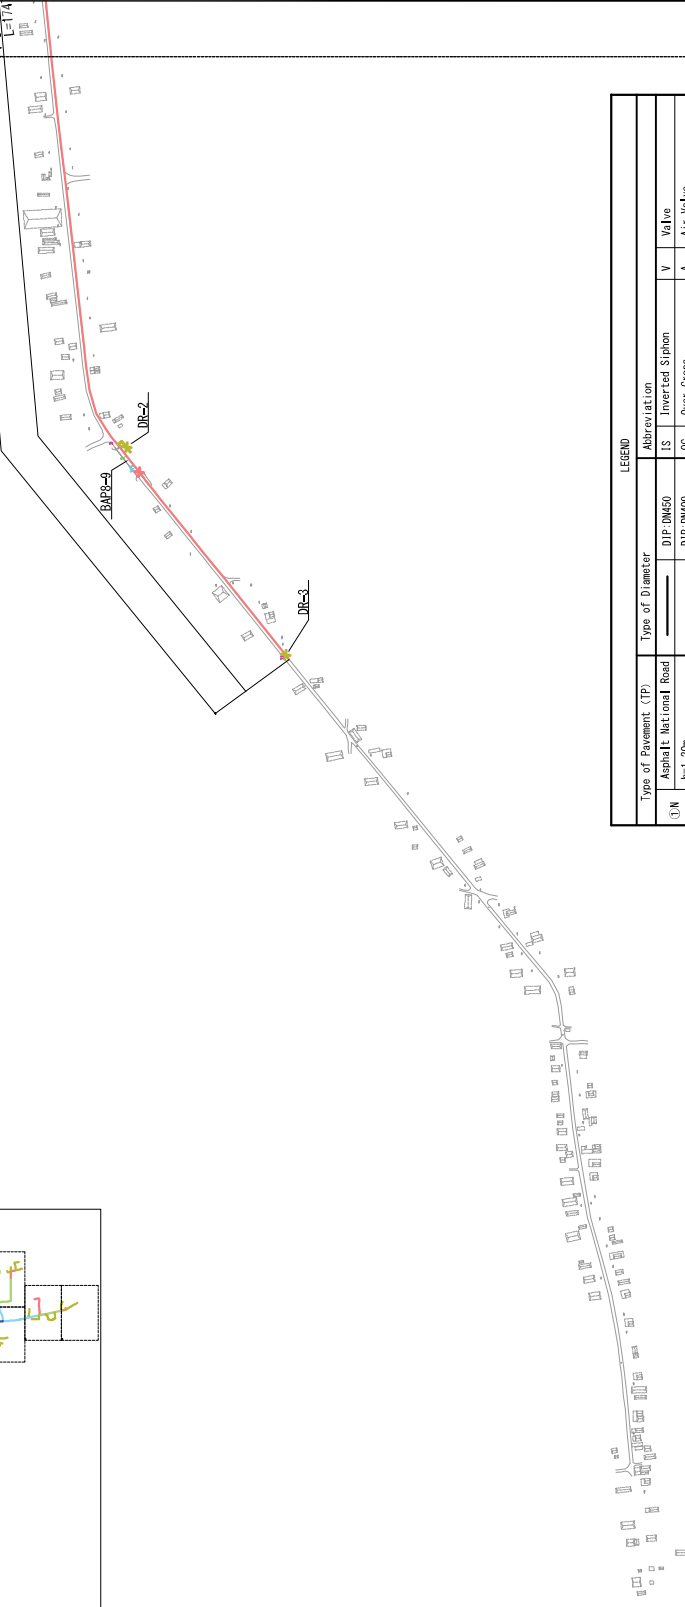 L=174
DR-2
BAP8-9
DR-3
LEGEND
Type of Pavement (TP)
Type of Diameter
Abbreviation
①N
Asphalt National Road
DIP:DN450
IS
Inverted Siphon
V
Valve